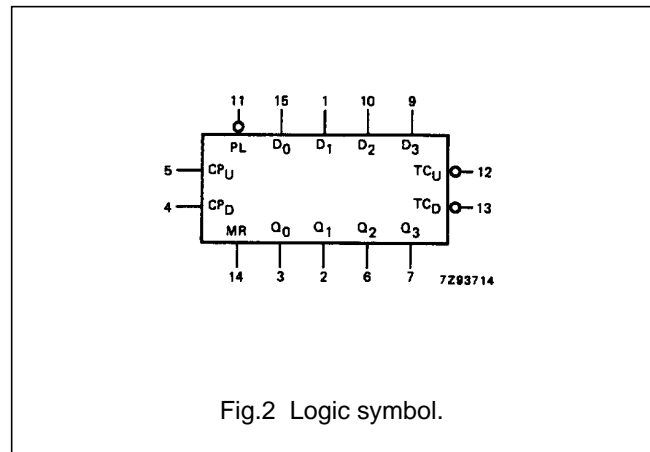 11 15 1 10 9
PL D0 D1 D2 D3
5 CPU TCU 12
4 CPD TCD 13
MR Q0 Q1 Q2 Q3
14 3 2 6 7 7Z93714
Fig.2 Logic symbol.